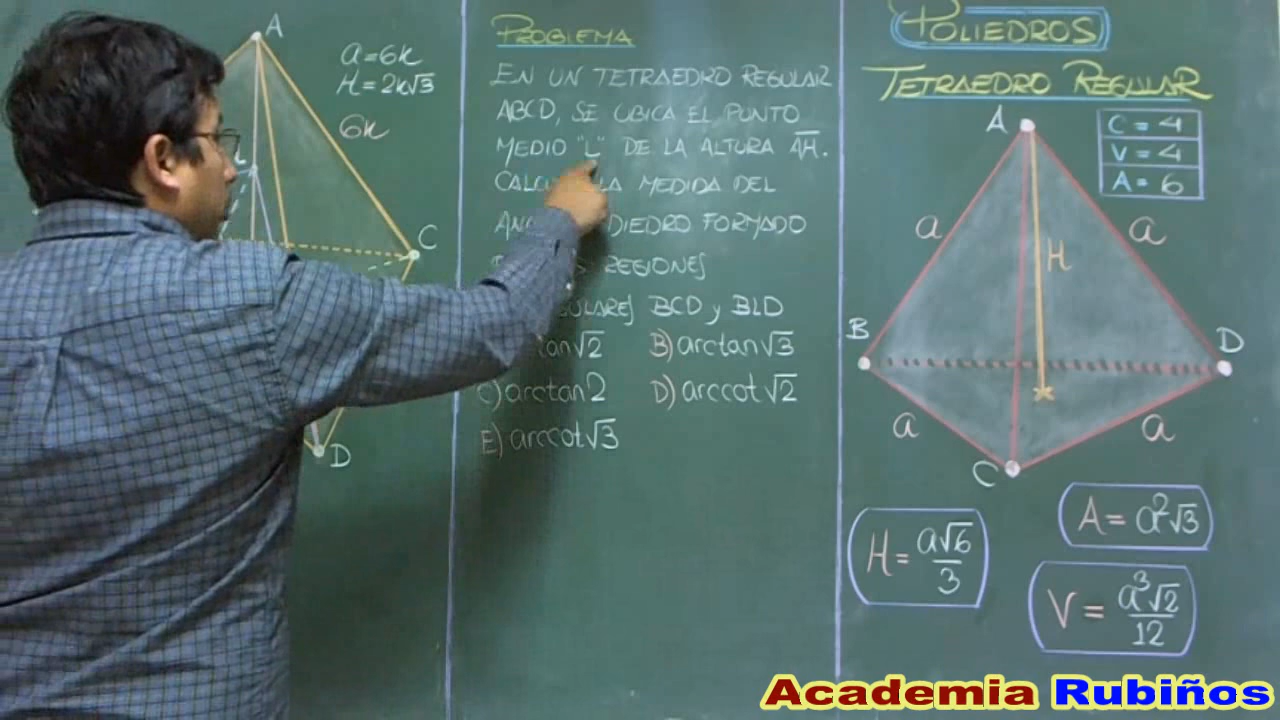 A
a=6k
H=2k√3
6k
L
C
D
PROBLEMA
EN UN TETRAEDRO REGULAR
ABCD, SE UBICA EL PUNTO
MEDIO "L" DE LA ALTURA A̅H̅.
LA MEDIDA DEL
DIEDRO FORMADO
REGIONES
BCD y BLD
√2
B) arctan√3
C) arctan2
D) arccot√2
E) arccot√3
POLIEDROS
TETRAEDRO REGULAR
C = 4
V = 4
A = 6
A
a
a
H
B
D
a
a
C
H = a√6/3
A = a²√3
V = a³√2/12
Academia Rubiños